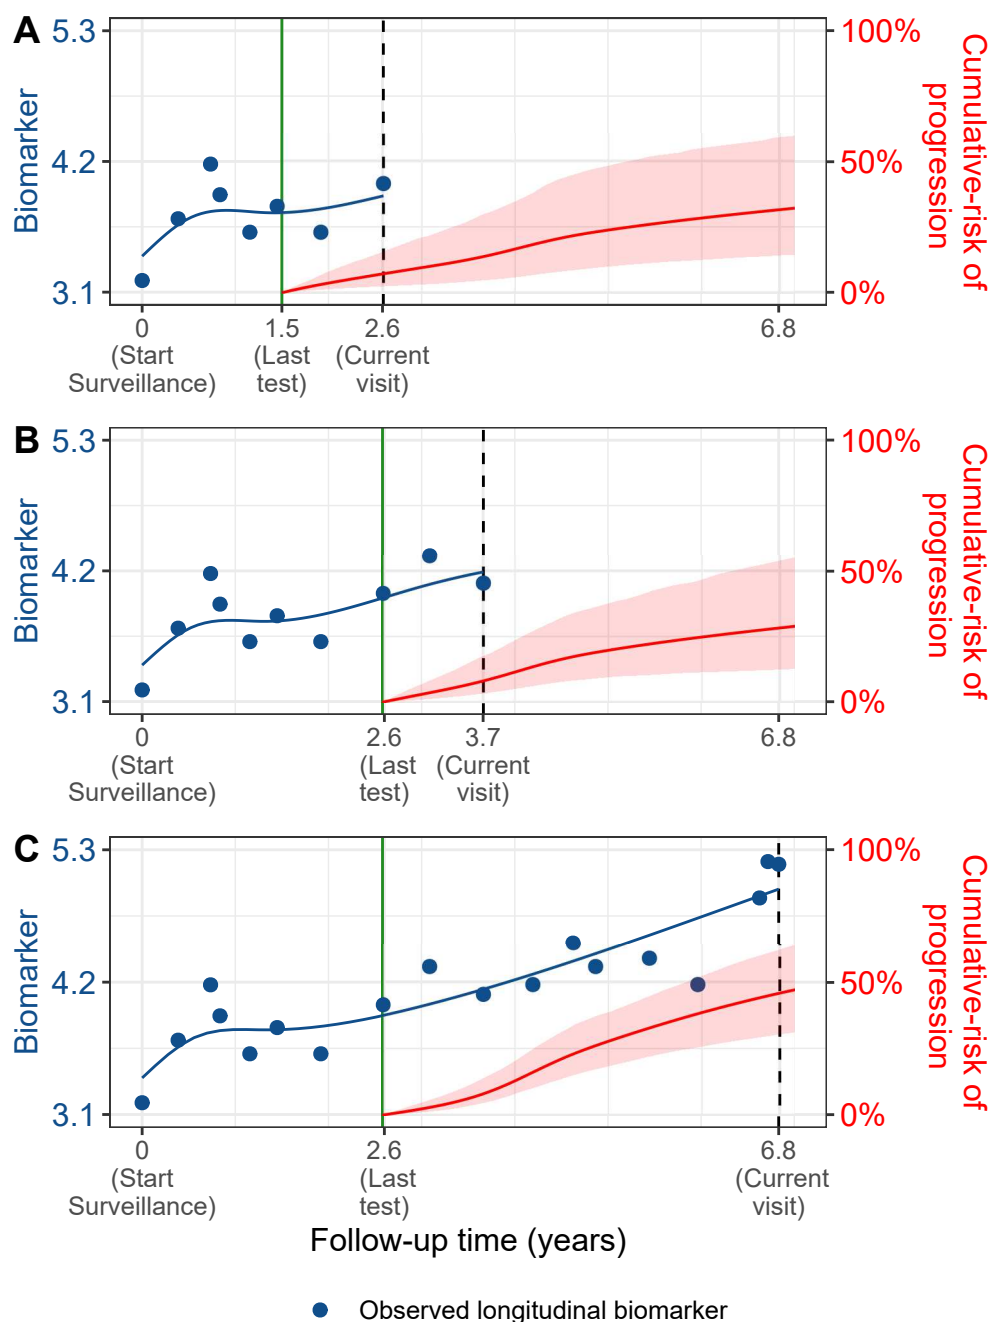 A
5.3
4.2
3.1
Biomarker
100%
50%
0%
Cumulative-risk of
progression
0
(Start
Surveillance)
1.5
(Last
test)
2.6
(Current
visit)
6.8
B
5.3
4.2
3.1
Biomarker
100%
50%
0%
Cumulative-risk of
progression
0
(Start
Surveillance)
2.6
(Last
test)
3.7
(Current
visit)
6.8
C
5.3
4.2
3.1
Biomarker
100%
50%
0%
Cumulative-risk of
progression
0
(Start
Surveillance)
2.6
(Last
test)
6.8
(Current
visit)
Follow-up time (years)
Observed longitudinal biomarker